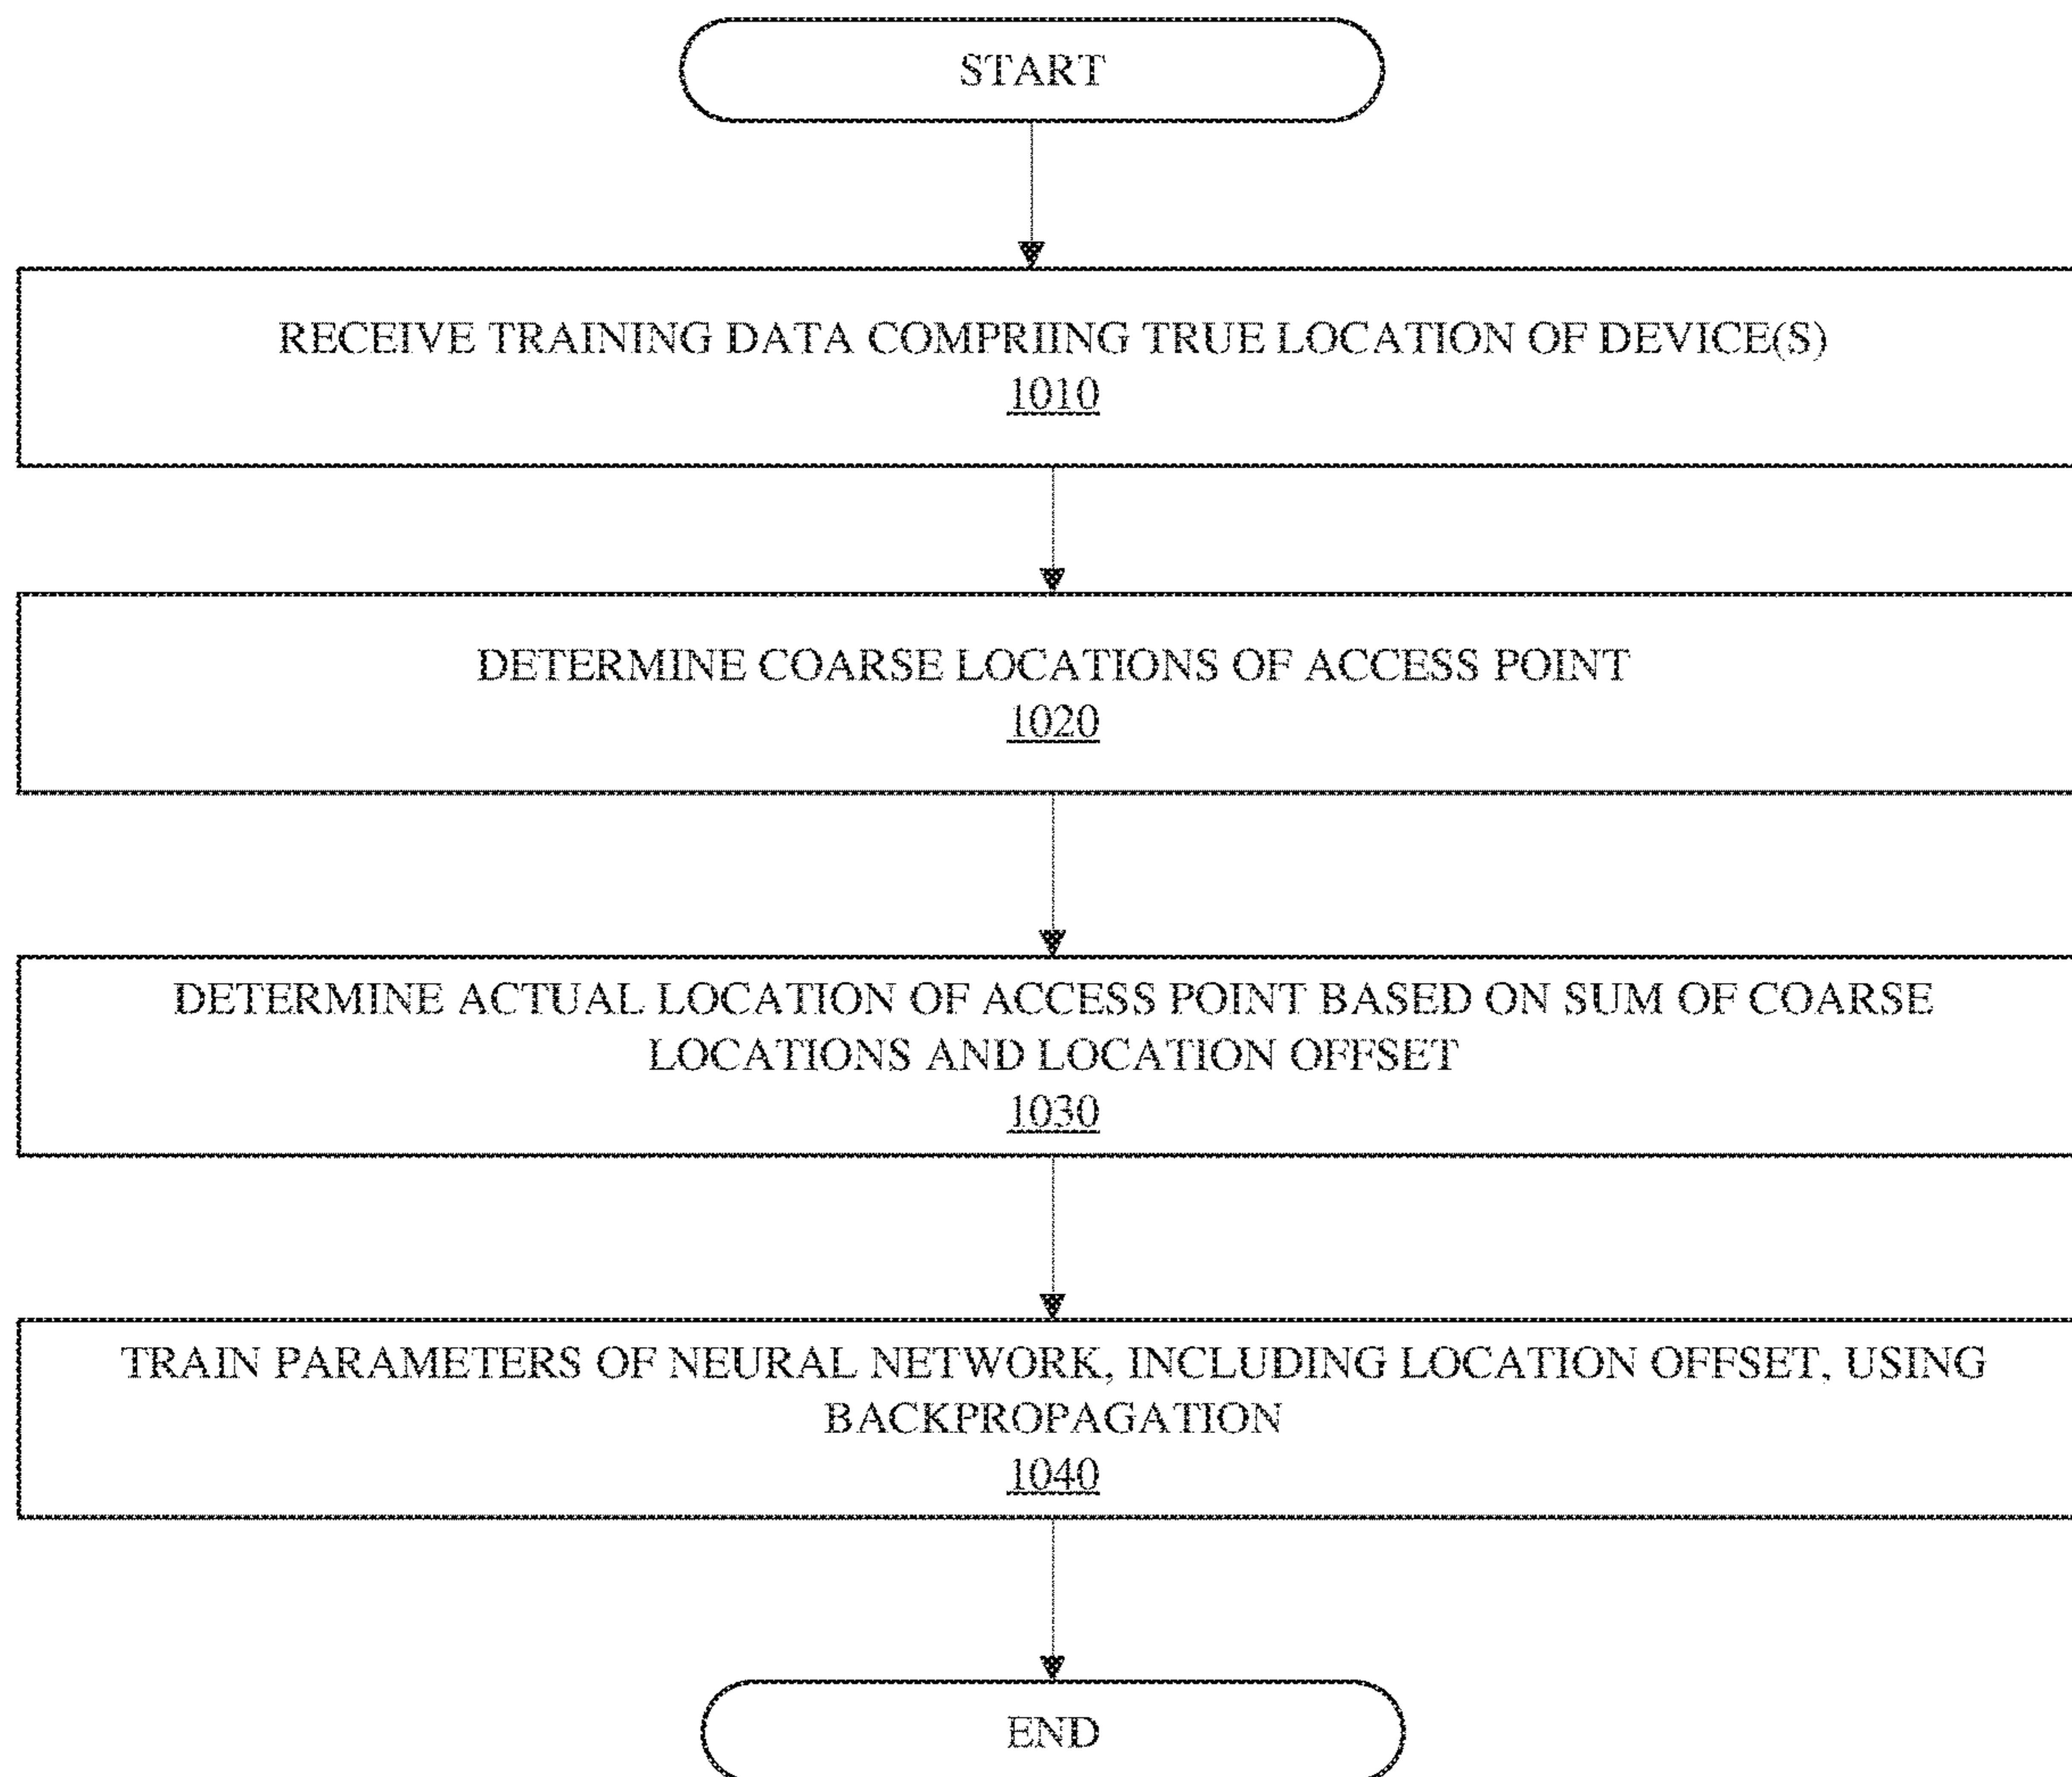 START
RECEIVE TRAINING DATA COMPRIING TRUE LOCATION OF DEVICE(S)
1010
DETERMINE COARSE LOCATIONS OF ACCESS POINT
1020
DETERMINE ACTUAL LOCATION OF ACCESS POINT BASED ON SUM OF COARSE
LOCATIONS AND LOCATION OFFSET
1030
TRAIN PARAMETERS OF NEURAL NETWORK, INCLUDING LOCATION OFFSET, USING
BACKPROPAGATION
1040
END